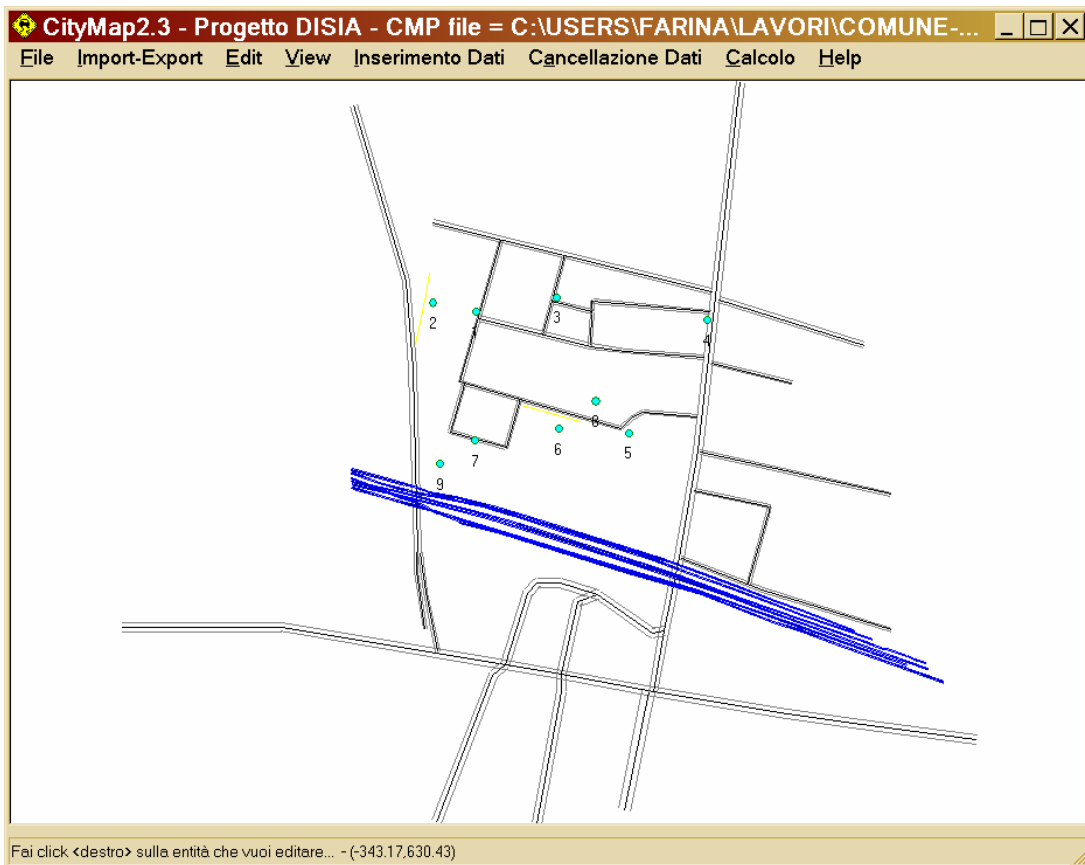 CityMap2.3 - Progetto DISIA - CMP file = C:\USERS\FARINA\LAVORI\COMUNE-...
File Import-Export Edit View Inserimento Dati Cancellazione Dati Calcolo Help
2
3
4
8
6
5
7
9
Fai click <destro> sulla entità che vuoi editare... - (-343.17,630.43)